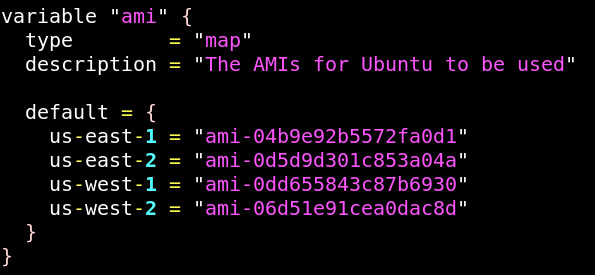 variable "ami" {
  type        = "map"
  description = "The AMIs for Ubuntu to be used"

  default = {
    us-east-1 = "ami-04b9e92b5572fa0d1"
    us-east-2 = "ami-0d5d9d301c853a04a"
    us-west-1 = "ami-0dd655843c87b6930"
    us-west-2 = "ami-06d51e91cea0dac8d"
  }
}